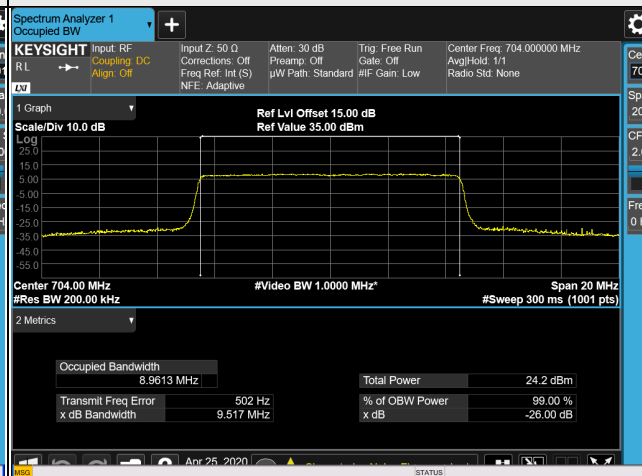 Spectrum Analyzer 1
Occupied BW
KEYSIGHT
RL
LXI
Input: RF
Coupling: DC
Align: Off
Input Z: 50 Ω
Corrections: Off
Freq Ref: Int (S)
NFE: Adaptive
Atten: 30 dB
Preamp: Off
µW Path: Standard
Trig: Free Run
Gate: Off
#IF Gain: Low
Center Freq: 704.000000 MHz
Avg|Hold: 1/1
Radio Std: None
1 Graph
Scale/Div 10.0 dB
Ref Lvl Offset 15.00 dB
Ref Value 35.00 dBm
Log
25.0
15.0
5.00
-5.00
-15.0
-25.0
-35.0
-45.0
-55.0
Center 704.00 MHz
#Video BW 1.0000 MHz*
Span 20 MHz
#Res BW 200.00 kHz
#Sweep 300 ms (1001 pts)
2 Metrics
Occupied Bandwidth
8.9613 MHz
Total Power 24.2 dBm
Transmit Freq Error 502 Hz
% of OBW Power 99.00 %
x dB Bandwidth 9.517 MHz
x dB -26.00 dB
Apr 25, 2020
MSG
STATUS